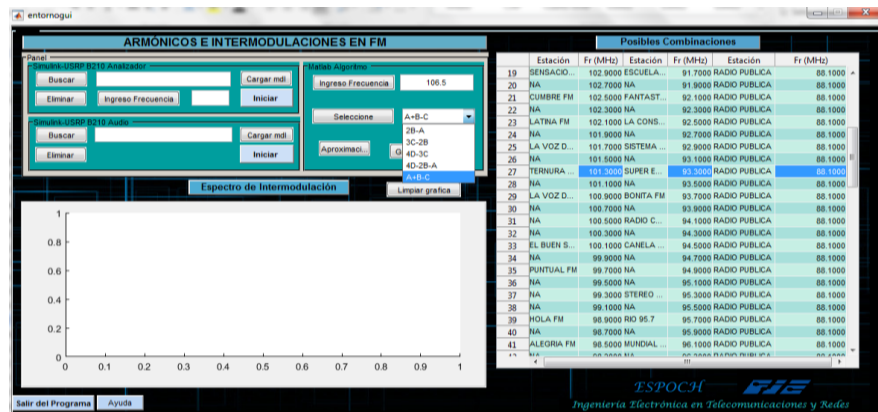 entornogui
ARMÓNICOS E INTERMODULACIONES EN FM
Posibles Combinaciones
Panel
Simulink-USRP B210 Analizador
Matlab Algoritmo
Buscar
Cargar mdl
Ingreso Frecuencia
106.5
Eliminar
Ingreso Frecuencia
Iniciar
Simulink-USRP B210 Audio
Seleccione
A+B-C
Buscar
Cargar mdl
2B-A
3C-2B
4D-3C
4D-2B-A
A+B-C
Eliminar
Iniciar
Aproximaci...
G
Espectro de Intermodulación
Limpiar grafica
Estación Fr (MHz) Estación Fr (MHz) Estación Fr (MHz)
19 SENSACIO... 102.9000 ESCUELA... 91.7000 RADIO PUBLICA 88.1000
20 NA 102.7000 NA 91.9000 RADIO PUBLICA 88.1000
21 CUMBRE FM 102.5000 FANTAST... 92.1000 RADIO PUBLICA 88.1000
22 NA 102.3000 NA 92.3000 RADIO PUBLICA 88.1000
23 LATINA FM 102.1000 LA CONS... 92.5000 RADIO PUBLICA 88.1000
24 NA 101.9000 NA 92.7000 RADIO PUBLICA 88.1000
25 LA VOZ D... 101.7000 SISTEMA ... 92.9000 RADIO PUBLICA 88.1000
26 NA 101.5000 NA 93.1000 RADIO PUBLICA 88.1000
27 TERNURA ... 101.3000 SUPER E... 93.3000 RADIO PUBLICA 88.1000
28 NA 101.1000 NA 93.5000 RADIO PUBLICA 88.1000
29 LA VOZ D... 100.9000 BONITA FM 93.7000 RADIO PUBLICA 88.1000
30 NA 100.7000 NA 93.9000 RADIO PUBLICA 88.1000
31 NA 100.5000 RADIO C... 94.1000 RADIO PUBLICA 88.1000
32 NA 100.3000 NA 94.3000 RADIO PUBLICA 88.1000
33 EL BUEN S... 100.1000 CANELA ... 94.5000 RADIO PUBLICA 88.1000
34 NA 99.9000 NA 94.7000 RADIO PUBLICA 88.1000
35 PUNTUAL FM 99.7000 NA 94.9000 RADIO PUBLICA 88.1000
36 NA 99.5000 NA 95.1000 RADIO PUBLICA 88.1000
37 NA 99.3000 STEREO ... 95.3000 RADIO PUBLICA 88.1000
38 NA 99.1000 NA 95.5000 RADIO PUBLICA 88.1000
39 HOLA FM 98.9000 RIO 95.7 95.7000 RADIO PUBLICA 88.1000
40 NA 98.7000 NA 95.9000 RADIO PUBLICA 88.1000
41 ALEGRIA FM 98.5000 MUNDIAL ... 96.1000 RADIO PUBLICA 88.1000
1
0.8
0.6
0.4
0.2
0
0 0.1 0.2 0.3 0.4 0.5 0.6 0.7 0.8 0.9 1
Salir del Programa
Ayuda
ESPOCH
FIE
Ingeniería Electrónica en Telecomunicaciones y Redes